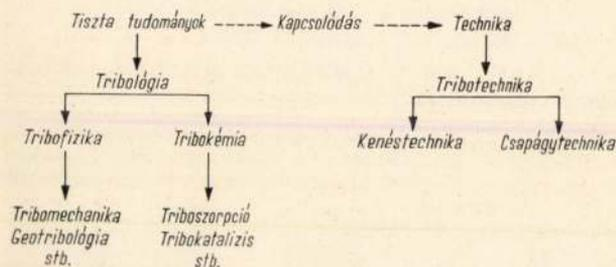 Tiszta tudományok Kapcsolódás Technika
Tribológia Tribotechnika
Tribofizika Tribokémia Kenéstechnika Csapágytechnika
Tribomechanika Triboszorpció
Geotribológia Tribokatalízis
stb. stb.